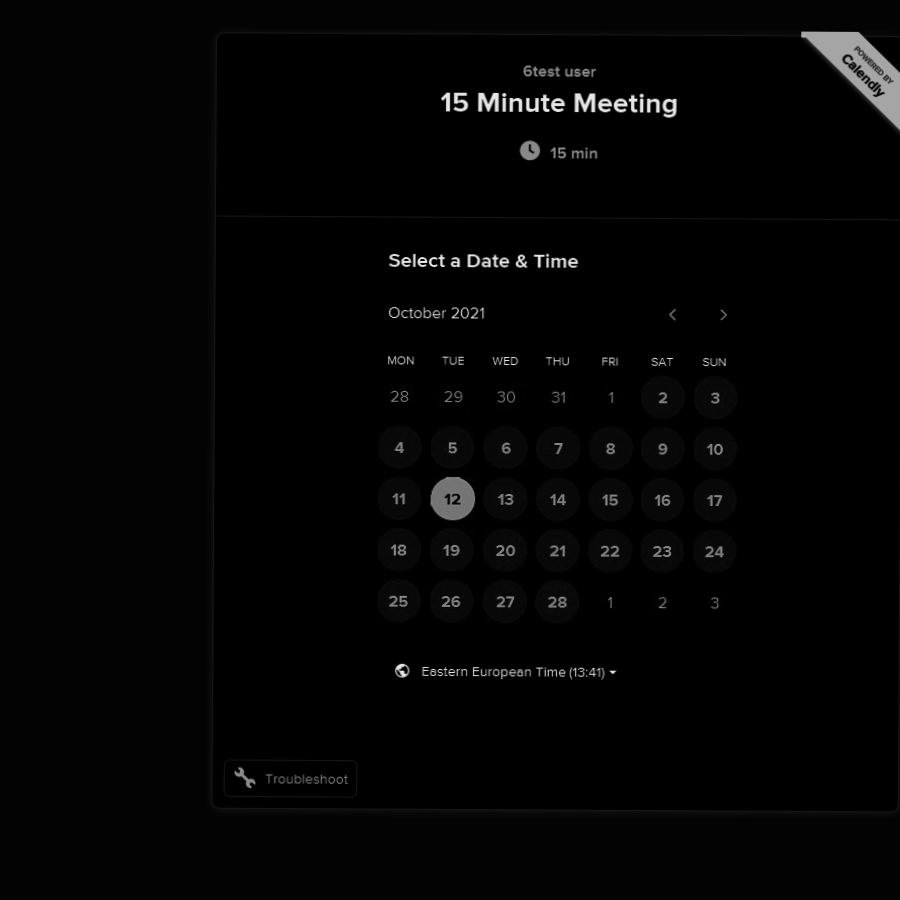 6test user
15 Minute Meeting
15 min
POWERED BY
Calendly
Select a Date & Time
October 2021
MON TUE WED THU FRI SAT SUN
28 29 30 31 1 2 3
4 5 6 7 8 9 10
11 12 13 14 15 16 17
18 19 20 21 22 23 24
25 26 27 28 1 2 3
Eastern European Time (13:41)
Troubleshoot